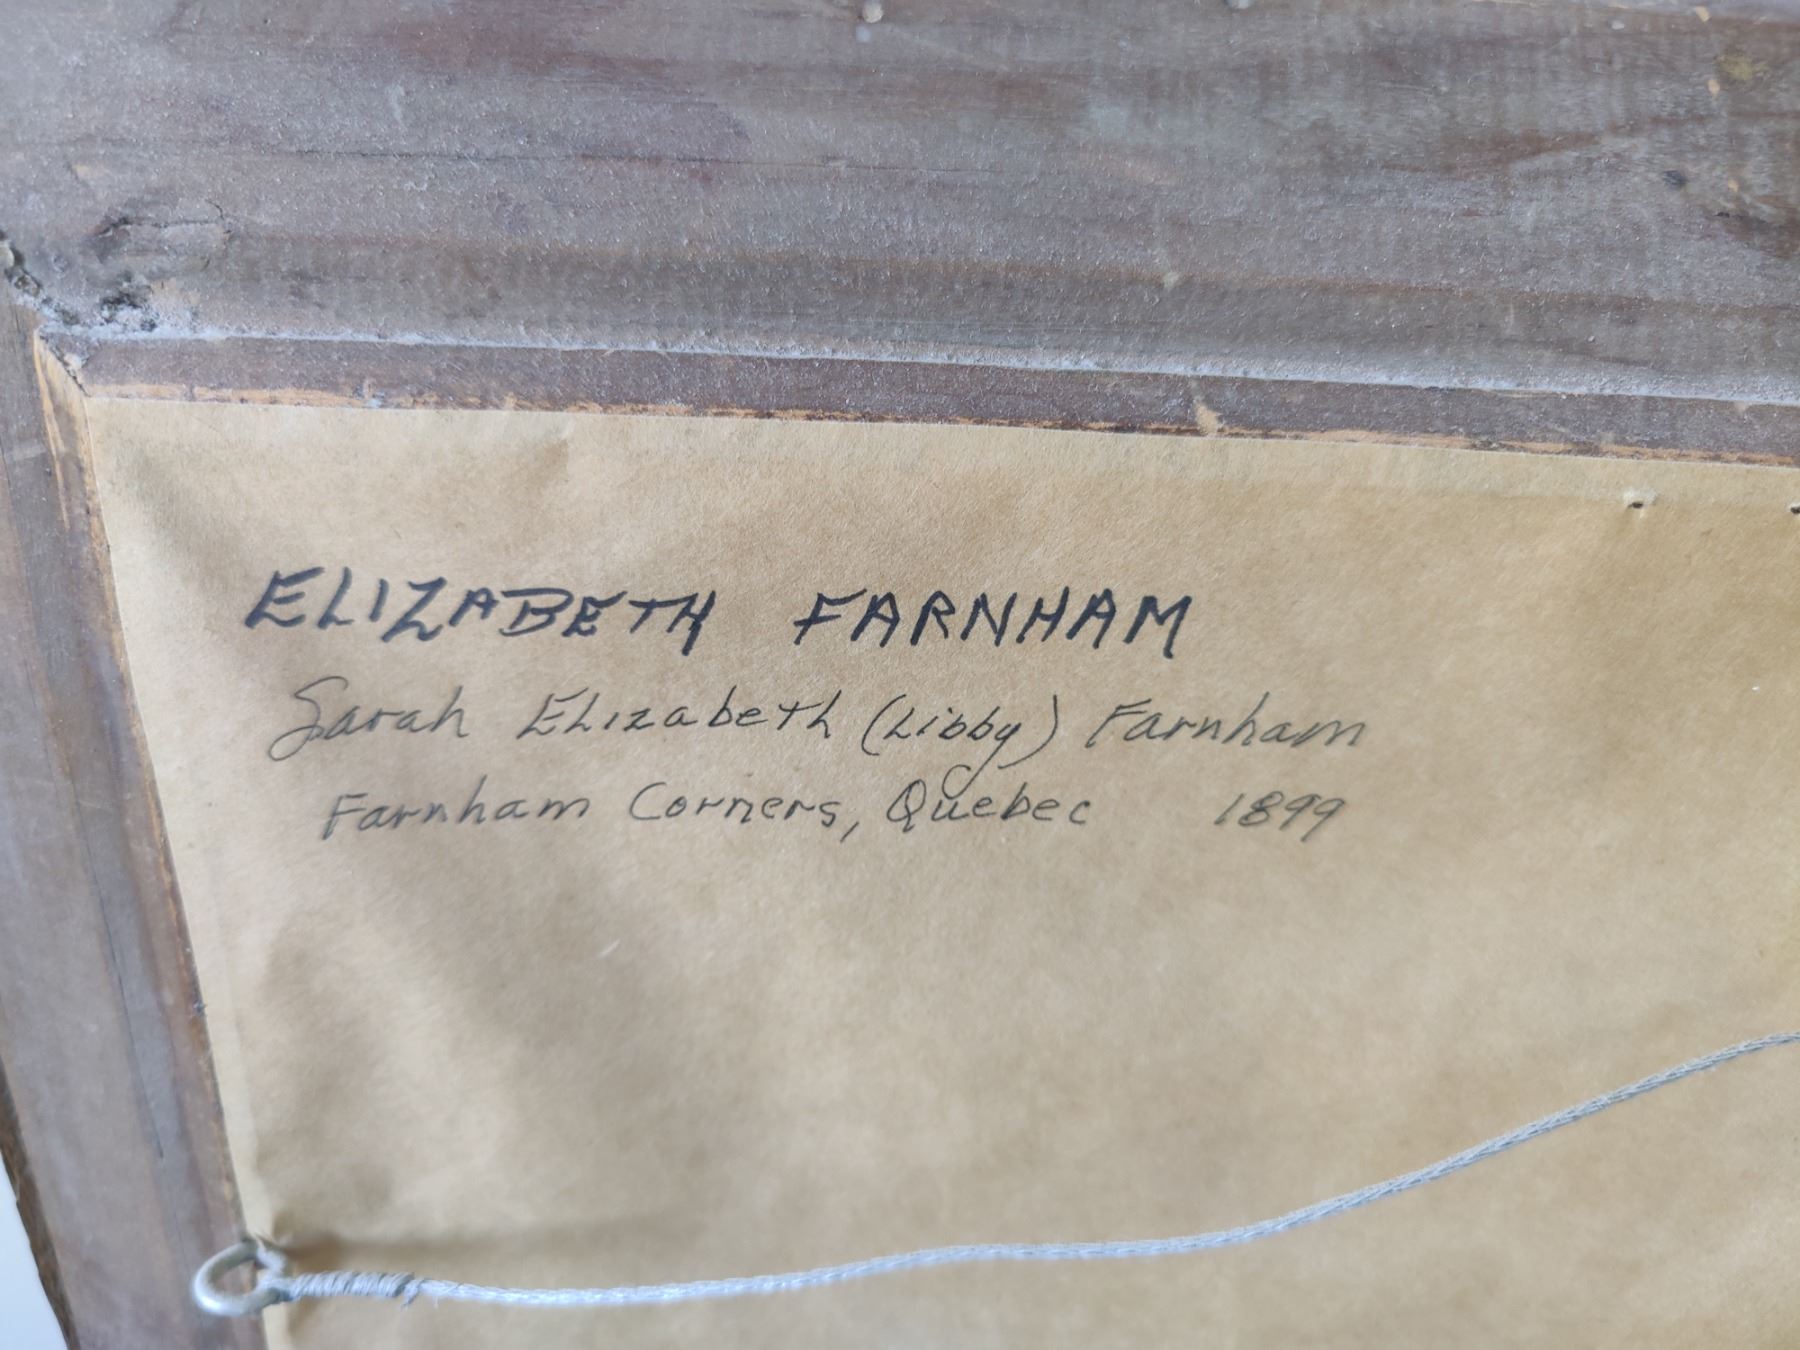 ELIZABETH FARNHAM
Sarah Elizabeth (Libby) Farnham
Farnham Corners, Quebec 1899